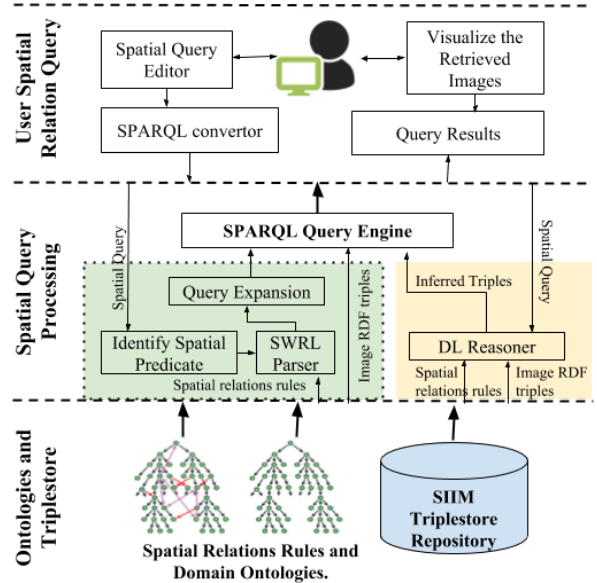 User Spatial
Relation Query
Spatial Query
Editor
Visualize the
Retrieved
Images
SPARQL convertor
Query Results
Spatial Query
Processing
Spatial Query
SPARQL Query Engine
Spatial Query
Query Expansion
Image RDF triples
Inferred Triples
Identify Spatial
Predicate
SWRL
Parser
DL Reasoner
Spatial relations rules
Spatial
relations rules
Image RDF
triples
Ontologies and
Triplestore
SIIM
Triplestore
Repository
Spatial Relations Rules and
Domain Ontologies.